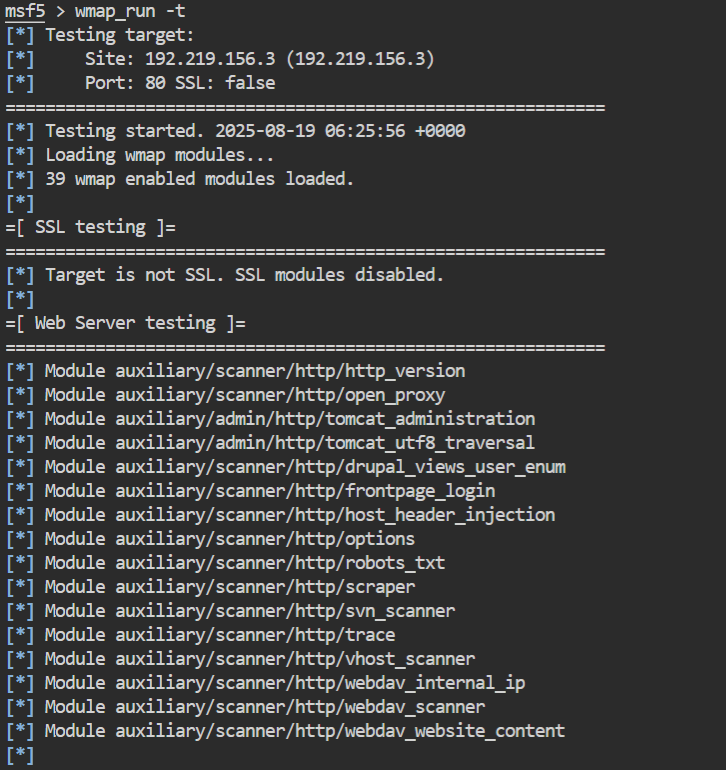 msf5 > wmap_run -t
[*] Testing target:
[*]     Site: 192.219.156.3 (192.219.156.3)
[*]     Port: 80 SSL: false
============================================================
[*] Testing started. 2025-08-19 06:25:56 +0000
[*] Loading wmap modules...
[*] 39 wmap enabled modules loaded.
[*]
=[ SSL testing ]=
============================================================
[*] Target is not SSL. SSL modules disabled.
[*]
=[ Web Server testing ]=
============================================================
[*] Module auxiliary/scanner/http/http_version
[*] Module auxiliary/scanner/http/open_proxy
[*] Module auxiliary/admin/http/tomcat_administration
[*] Module auxiliary/admin/http/tomcat_utf8_traversal
[*] Module auxiliary/scanner/http/drupal_views_user_enum
[*] Module auxiliary/scanner/http/frontpage_login
[*] Module auxiliary/scanner/http/host_header_injection
[*] Module auxiliary/scanner/http/options
[*] Module auxiliary/scanner/http/robots_txt
[*] Module auxiliary/scanner/http/scraper
[*] Module auxiliary/scanner/http/svn_scanner
[*] Module auxiliary/scanner/http/trace
[*] Module auxiliary/scanner/http/vhost_scanner
[*] Module auxiliary/scanner/http/webdav_internal_ip
[*] Module auxiliary/scanner/http/webdav_scanner
[*] Module auxiliary/scanner/http/webdav_website_content
[*]